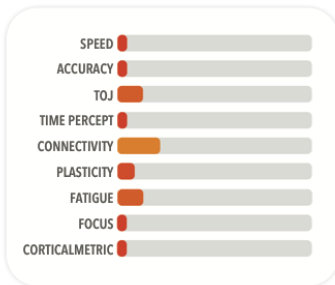 SPEED
ACCURACY
TOJ
TIME PERCEPT
CONNECTIVITY
PLASTICITY
FATIGUE
FOCUS
CORTICALMETRIC